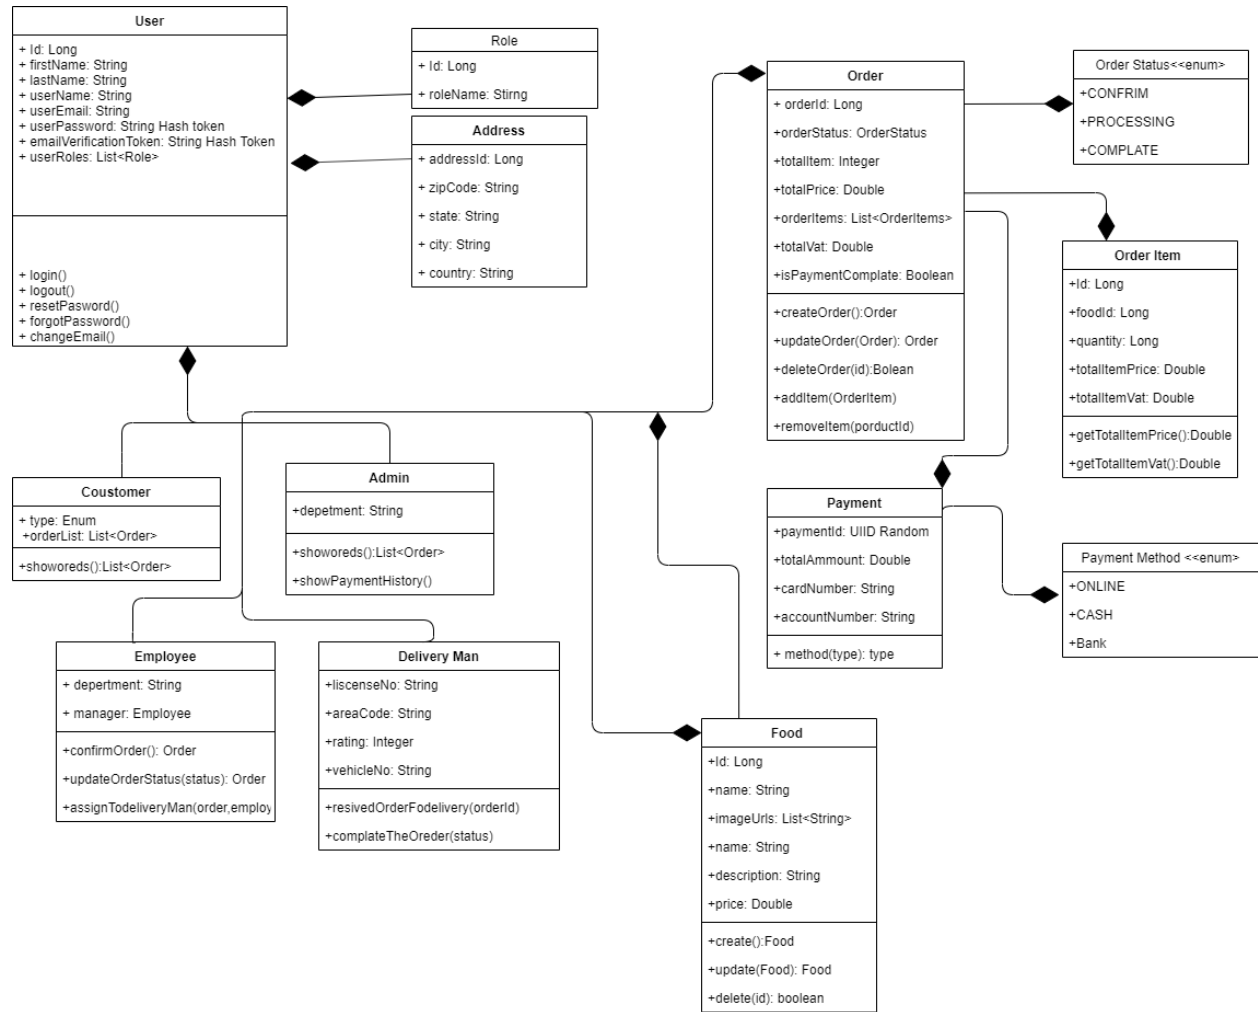 User
+ Id: Long
+ firstName: String
+ lastName: String
+ userName: String
+ userEmail: String
+ userPassword: String Hash token
+ emailVerificationToken: String Hash Token
+ userRoles: List<Role>
+ login()
+ logout()
+ resetPasword()
+ forgotPassword()
+ changeEmail()
Role
+ Id: Long
+ roleName: Stirng
Address
+ addressId: Long
+ zipCode: String
+ state: String
+ city: String
+ country: String
Order
+ orderId: Long
+orderStatus: OrderStatus
+totalItem: Integer
+totalPrice: Double
+orderItems: List<OrderItems>
+totalVat: Double
+isPaymentComplate: Boolean
+createOrder():Order
+updateOrder(Order): Order
+deleteOrder(id):Bolean
+addItem(OrderItem)
+removeItem(porductId)
Order Status<<enum>
+CONFRIM
+PROCESSING
+COMPLATE
Order Item
+Id: Long
+foodId: Long
+quantity: Long
+totalItemPrice: Double
+totalItemVat: Double
+getTotalItemPrice():Double
+getTotalItemVat():Double
Coustomer
+ type: Enum
+orderList: List<Order>
+showoreds():List<Order>
Admin
+depetment: String
+showoreds():List<Order>
+showPaymentHistory()
Payment
+paymentId: UIID Random
+totalAmmount: Double
+cardNumber: String
+accountNumber: String
+ method(type): type
Payment Method <<enum>
+ONLINE
+CASH
+Bank
Employee
+ depertment: String
+ manager: Employee
+confirmOrder(): Order
+updateOrderStatus(status): Order
+assignTodeliveryMan(order,employ
Delivery Man
+liscenseNo: String
+areaCode: String
+rating: Integer
+vehicleNo: String
+resivedOrderFodelivery(orderId)
+complateTheOreder(status)
Food
+Id: Long
+name: String
+imageUrls: List<String>
+name: String
+description: String
+price: Double
+create():Food
+update(Food): Food
+delete(id): boolean